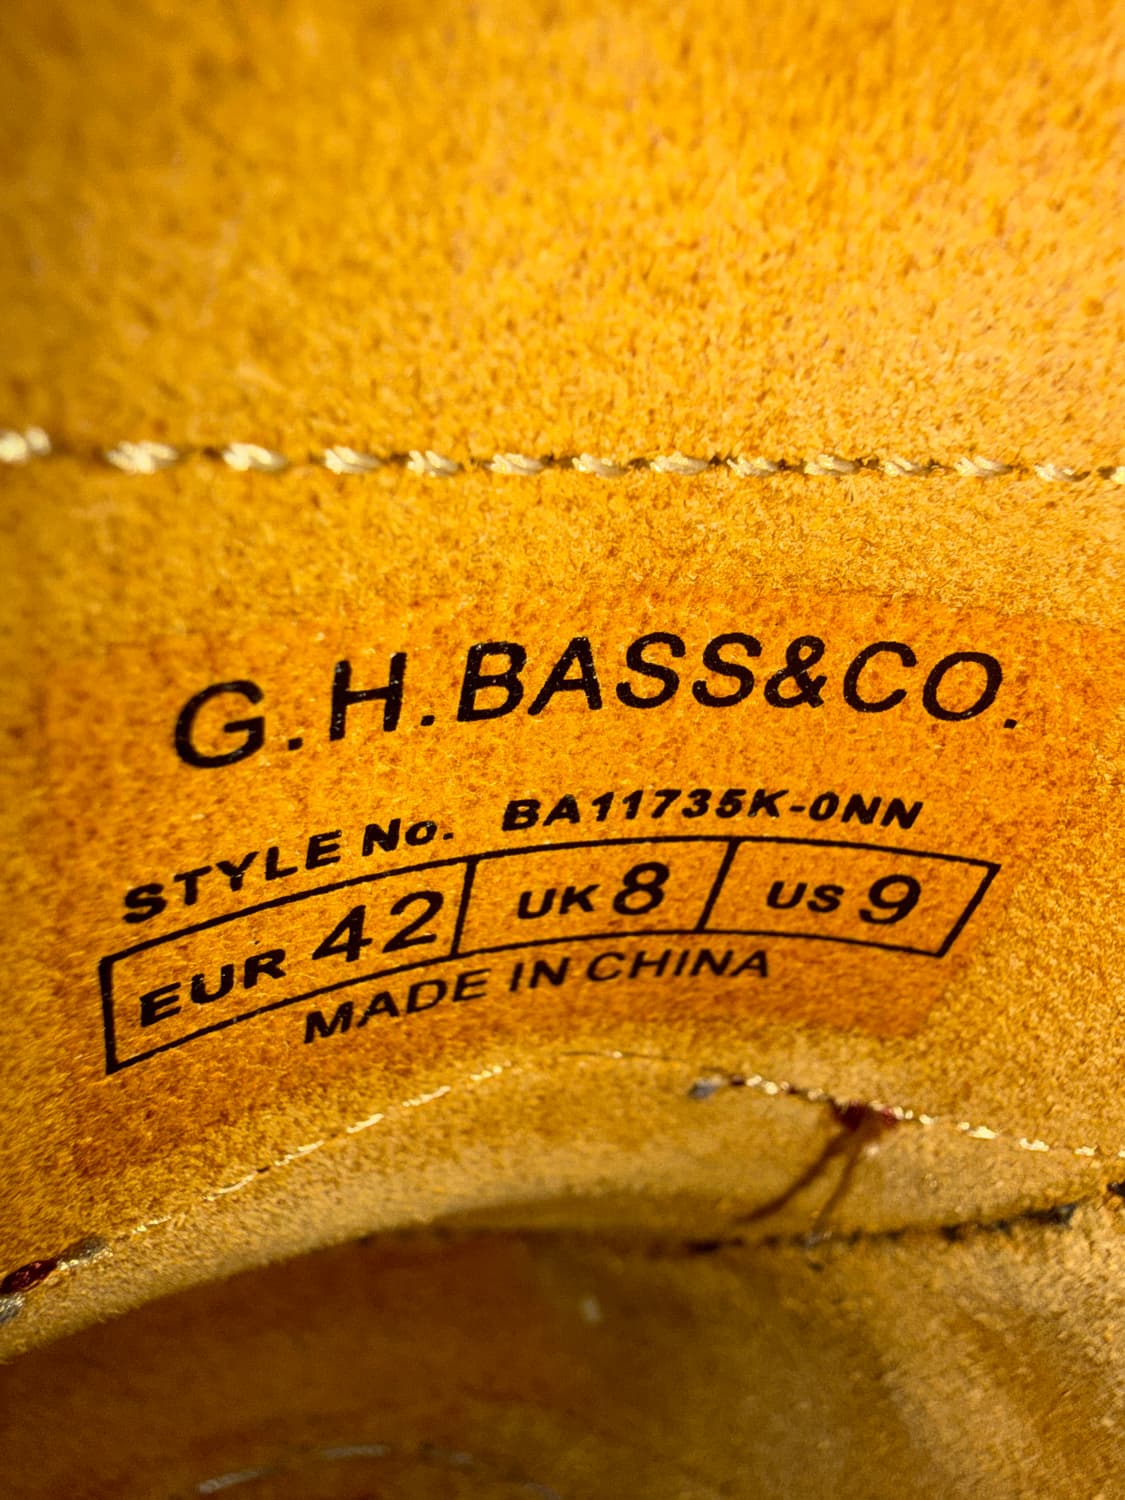 G.H.BASS&CO.
STYLE No. BA11735K-0NN
EUR 42 UK 8 US 9
MADE IN CHINA